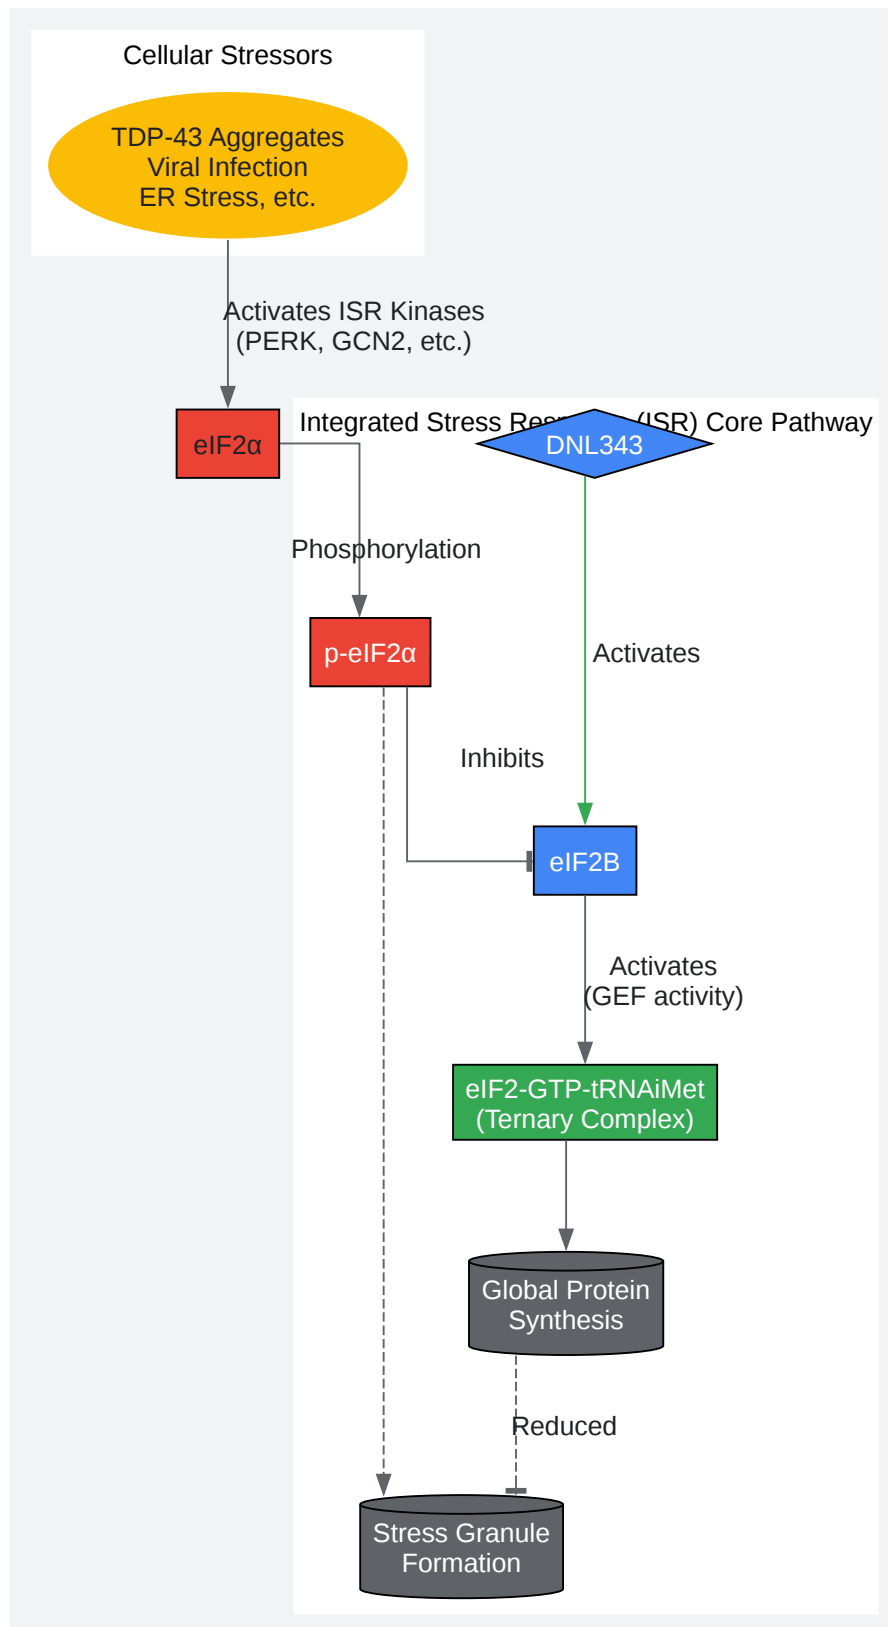 Cellular Stressors
TDP-43 Aggregates
Viral Infection
ER Stress, etc.
Activates ISR Kinases
(PERK, GCN2, etc.)
eIF2α
Integrated Stress (ISR) Core Pathway
DNL343
Phosphorylation
p-eIF2α
Activates
Inhibits
eIF2B
Activates
(GEF activity)
eIF2-GTP-tRNAiMet
(Ternary Complex)
Global Protein
Synthesis
Reduced
Stress Granule
Formation